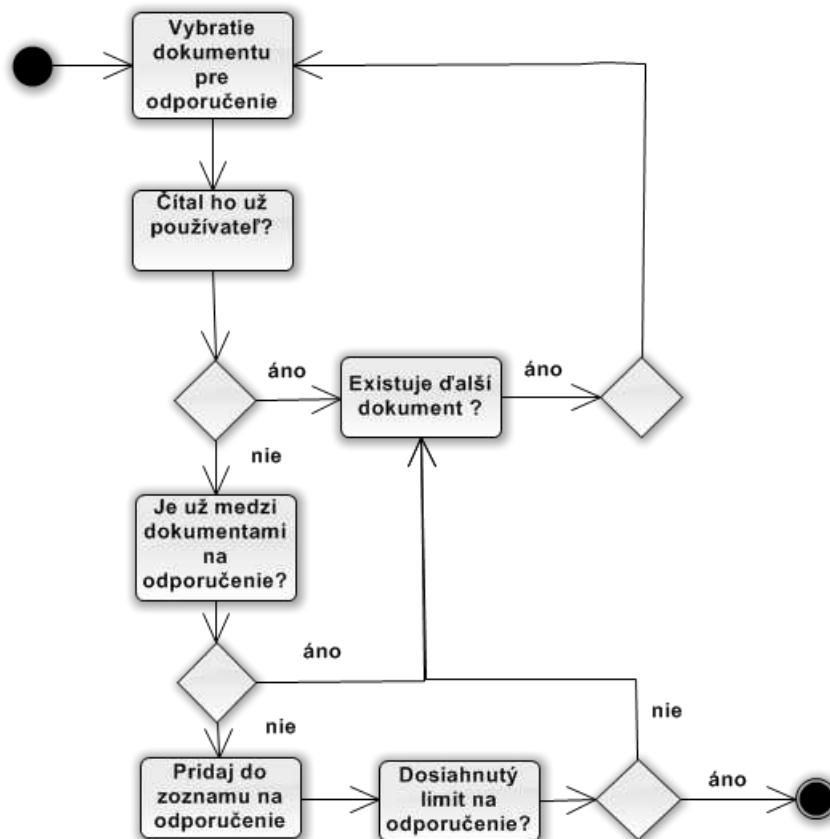 Vybratie
dokumentu
pre
odporučenie
Čítal ho už
používateľ?
áno
Existuje ďalší
dokument ?
áno
nie
Je už medzi
dokumentami
na
odporučenie?
áno
nie
Pridaj do
zoznamu na
odporučenie
Dosiahnutý
limit na
odporučenie?
nie
áno